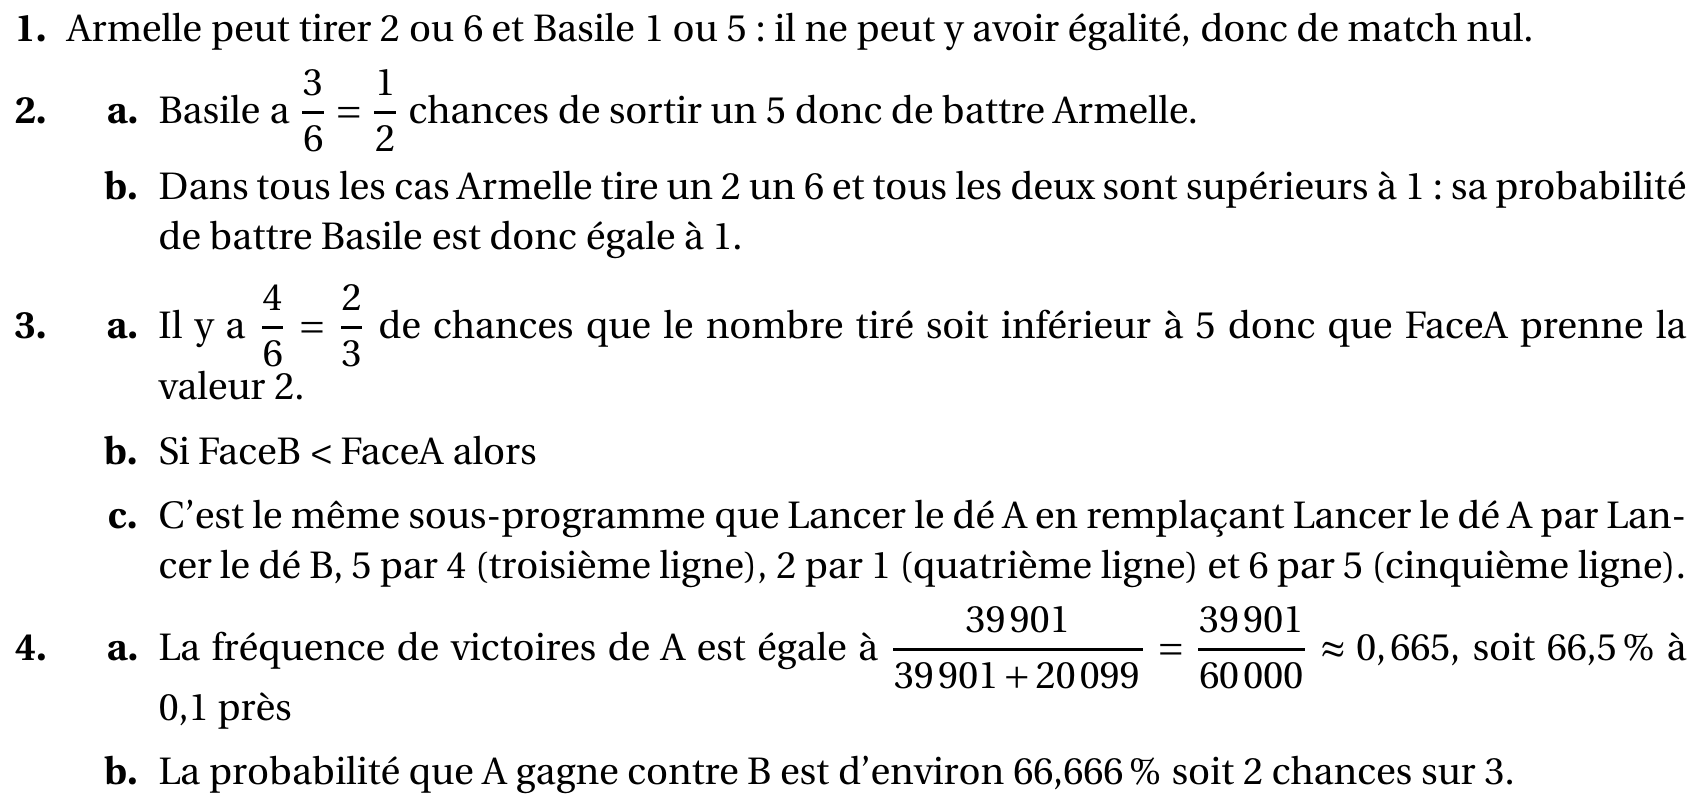 1. Armelle peut tirer 2 ou 6 et Basile 1 ou 5 : il ne peut y avoir égalité, donc de match nul.
2. a. Basile a 3/6 = 1/2 chances de sortir un 5 donc de battre Armelle.
b. Dans tous les cas Armelle tire un 2 un 6 et tous les deux sont supérieurs à 1 : sa probabilité
de battre Basile est donc égale à 1.
3. a. Il y a 4/6 = 2/3 de chances que le nombre tiré soit inférieur à 5 donc que FaceA prenne la
valeur 2.
b. Si FaceB < FaceA alors
c. C'est le même sous-programme que Lancer le dé A en remplaçant Lancer le dé A par Lan-
cer le dé B, 5 par 4 (troisième ligne), 2 par 1 (quatrième ligne) et 6 par 5 (cinquième ligne).
4. a. La fréquence de victoires de A est égale à 39 901/(39 901 + 20 099) = 39 901/60 000 ≈ 0,665, soit 66,5 % à
0,1 près
b. La probabilité que A gagne contre B est d'environ 66,666 % soit 2 chances sur 3.